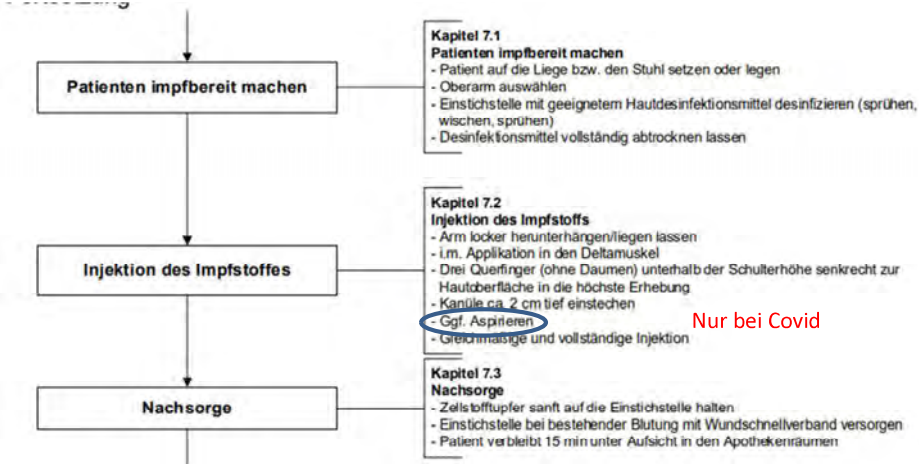 Fortsetzung
Patienten impfbereit machen
Kapitel 7.1
Patienten impfbereit machen
- Patient auf die Liege bzw. den Stuhl setzen oder legen
- Oberarm auswählen
- Einstichstelle mit geeignetem Hautdesinfektionsmittel desinfizieren (sprühen,
wischen, sprühen)
- Desinfektionsmittel vollständig abtrocknen lassen
Injektion des Impfstoffes
Kapitel 7.2
Injektion des Impfstoffs
- Arm locker herunterhängen/liegen lassen
- i.m. Applikation in den Deltamuskel
- Drei Querfinger (ohne Daumen) unterhalb der Schulterhöhe senkrecht zur
Hautoberfläche in die höchste Erhebung
- Kanüle ca. 2 cm tief einstechen
- Ggf. Aspirieren
Nur bei Covid
- Gleichmäßige und vollständige Injektion
Nachsorge
Kapitel 7.3
Nachsorge
- Zellstofftupfer sanft auf die Einstichstelle halten
- Einstichstelle bei bestehender Blutung mit Wundschnellverband versorgen
- Patient verbleibt 15 min unter Aufsicht in den Apothekenräumen